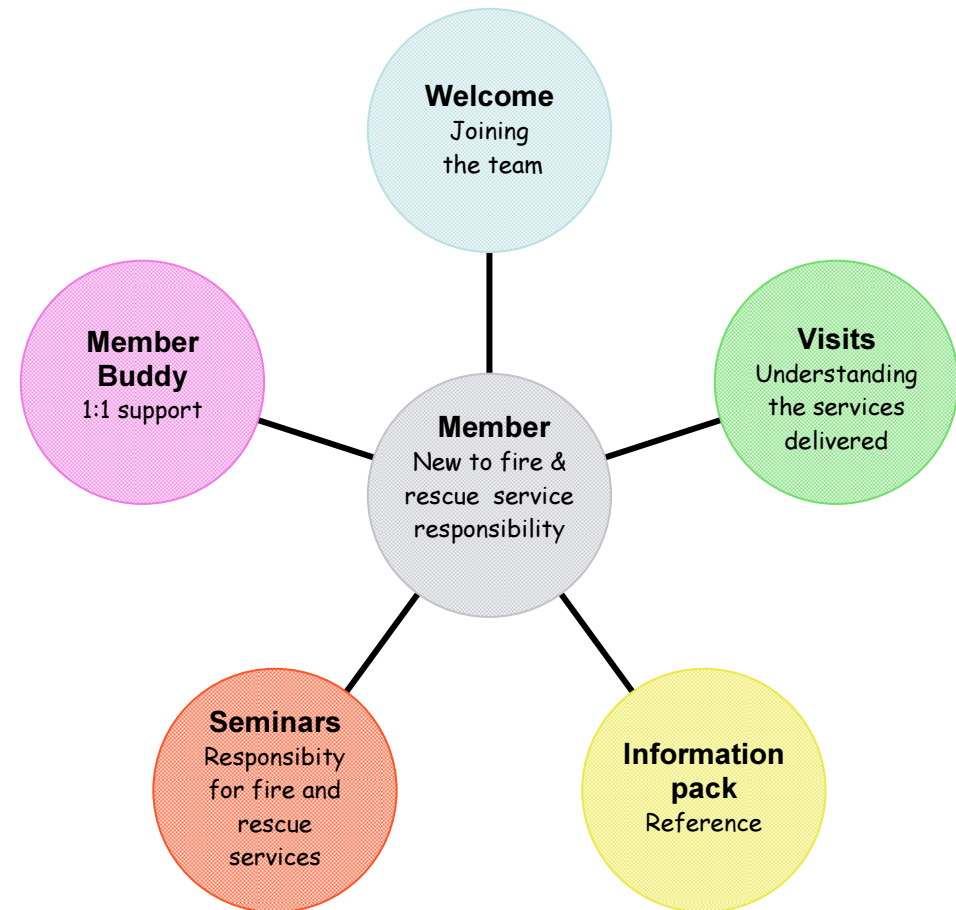 Welcome
Joining
the team
Member
Buddy
1:1 support
Visits
Understanding
the services
delivered
Member
New to fire &
rescue service
responsibility
Seminars
Responsibity
for fire and
rescue
services
Information
pack
Reference